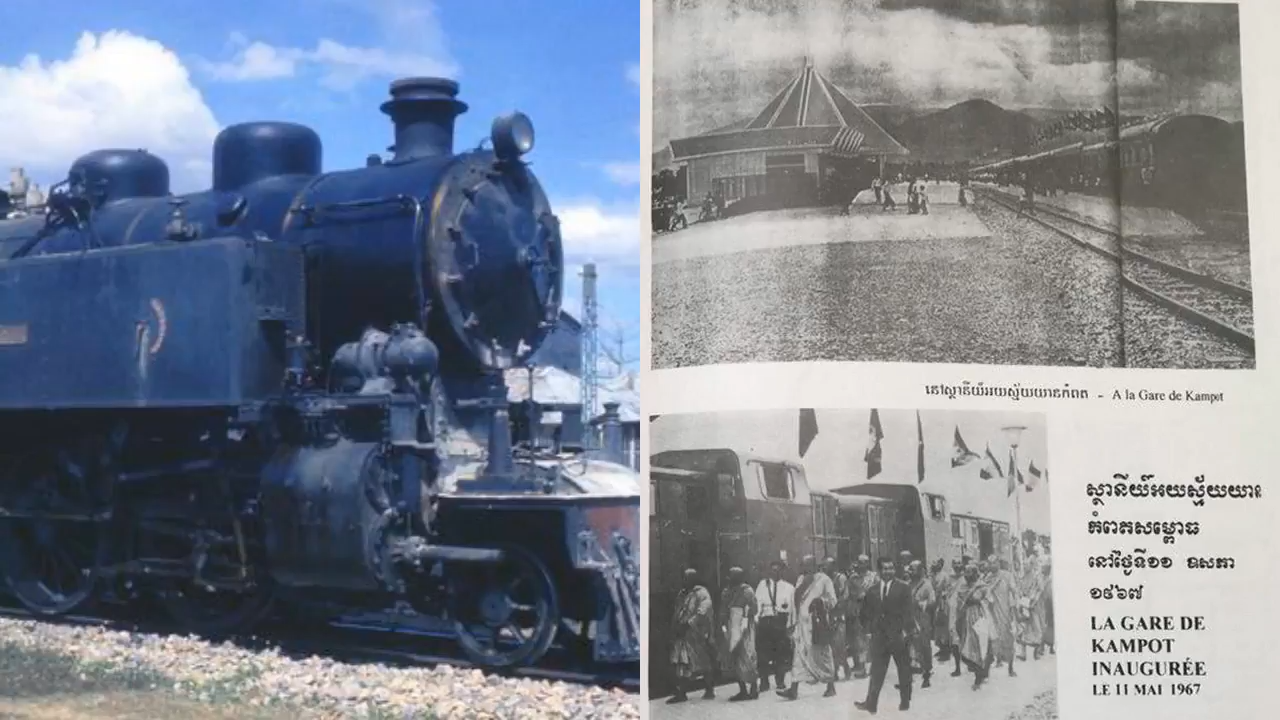 នៅស្ថានីយ៍អយស្ម័យយានកំពត - A la Gare de Kampot
ស្ថានីយ៍អយស្ម័យយាន
កំពតសម្ពោធ
នៅថ្ងៃទី១១ ឧសភា
១៩៦៧
LA GARE DE
KAMPOT
INAUGURÉE
LE 11 MAI 1967